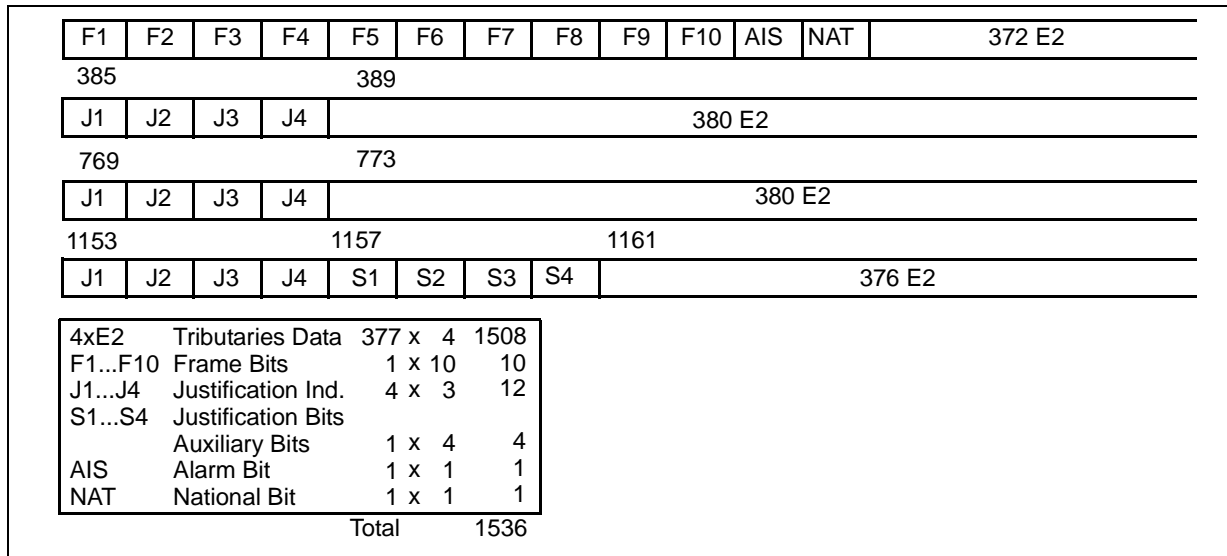 F1 F2 F3 F4 F5 F6 F7 F8 F9 F10 AIS NAT 372 E2
385 389
J1 J2 J3 J4 380 E2
769 773
J1 J2 J3 J4 380 E2
1153 1157 1161
J1 J2 J3 J4 S1 S2 S3 S4 376 E2
4xE2 Tributaries Data 377 x 4 1508
F1...F10 Frame Bits 1 x 10 10
J1...J4 Justification Ind. 4 x 3 12
S1...S4 Justification Bits
Auxiliary Bits 1 x 4 4
AIS Alarm Bit 1 x 1 1
NAT National Bit 1 x 1 1
Total 1536